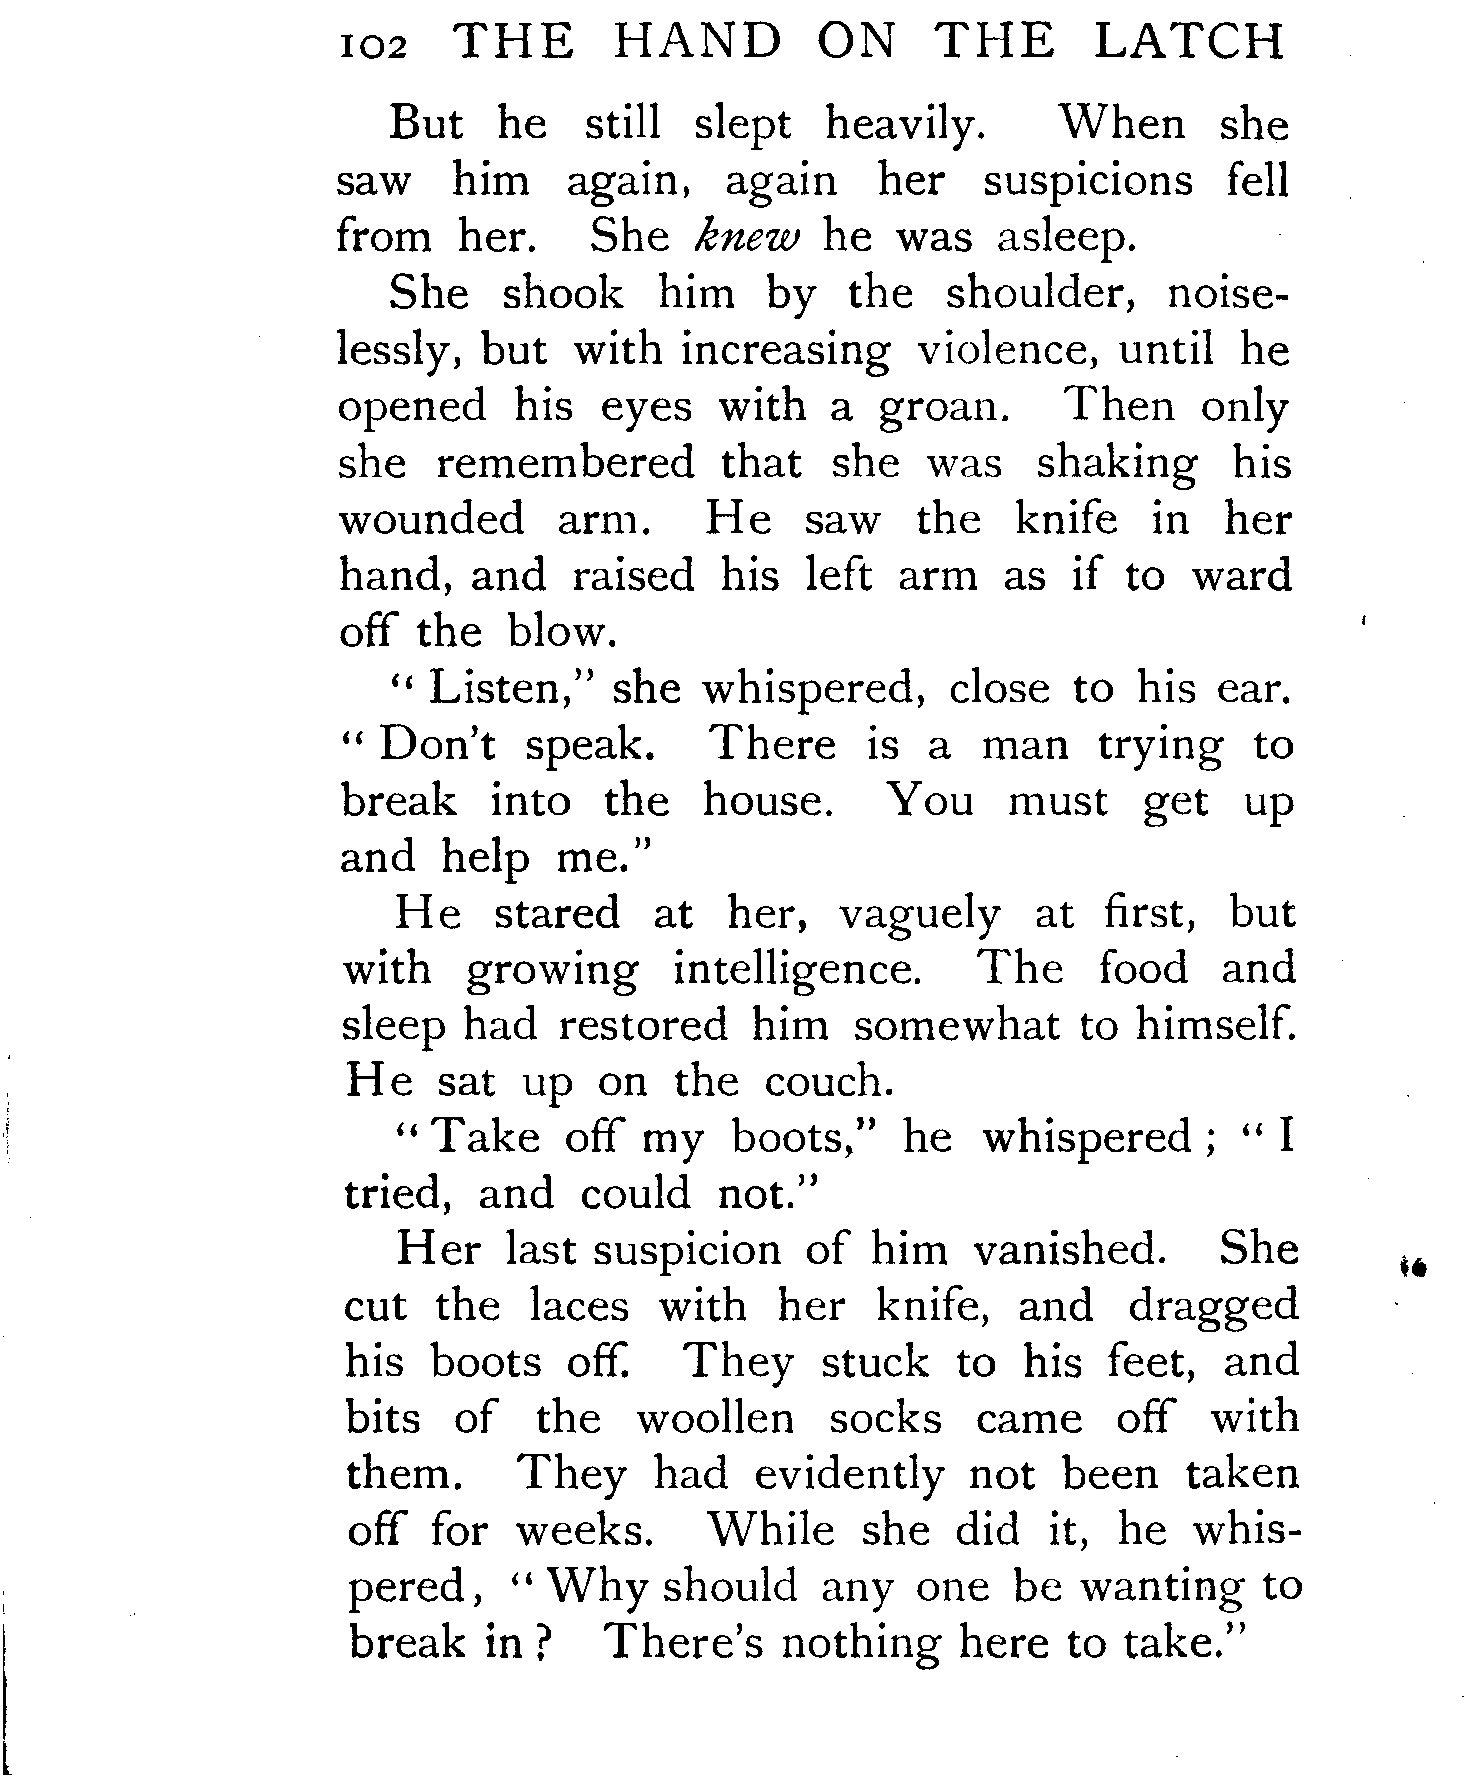 102 THE HAND ON THE LATCH
But he still slept heavily. When she
saw him again, again her suspicions fell
from her. She knew he was asleep.
She shook him by the shoulder, noise-
lessly, but with increasing violence, until he
opened his eyes with a groan. Then only
she remembered that she was shaking his
wounded arm. He saw the knife in her
hand, and raised his left arm as if to ward
off the blow.
“ Listen,” she whispered, close to his ear.
“ Don't speak. There is a man trying to
break into the house. You must get up
and help me.”
He stared at her, vaguely at first, but
with growing intelligence. The food and
sleep had restored him somewhat to himself.
He sat up on the couch.
“ Take off my boots,” he whispered ; “ I
tried, and could not.”
Her last suspicion of him vanished. She
cut the laces with her knife, and dragged
his boots off. They stuck to his feet, and
bits of the woollen socks came off with
them. They had evidently not been taken
off for weeks. While she did it, he whis-
pered, “ Why should any one be wanting to
break in ? There's nothing here to take.”